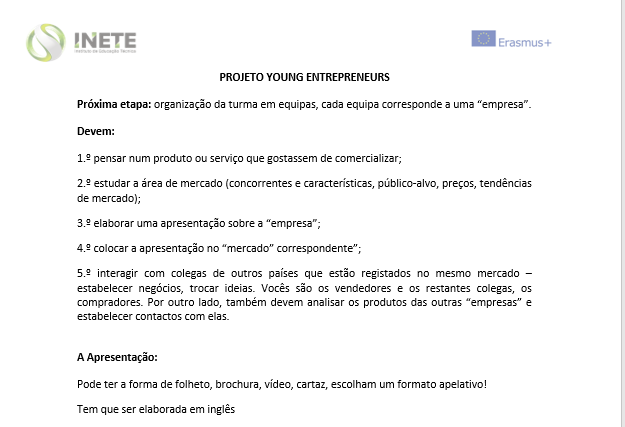 INETE
Erasmus+
PROJETO YOUNG ENTREPRENEURS
Próxima etapa: organização da turma em equipas, cada equipa corresponde a uma “empresa”.
Devem:
1.º pensar num produto ou serviço que gostassem de comercializar;
2.º estudar a área de mercado (concorrentes e características, público-alvo, preços, tendências
de mercado);
3.º elaborar uma apresentação sobre a “empresa”;
4.º colocar a apresentação no “mercado” correspondente”;
5.º interagir com colegas de outros países que estão registados no mesmo mercado –
estabelecer negócios, trocar ideias. Vocês são os vendedores e os restantes colegas, os
compradores. Por outro lado, também devem analisar os produtos das outras “empresas” e
estabelecer contactos com elas.
A Apresentação:
Pode ter a forma de folheto, brochura, vídeo, cartaz, escolham um formato apelativo!
Tem que ser elaborada em inglês